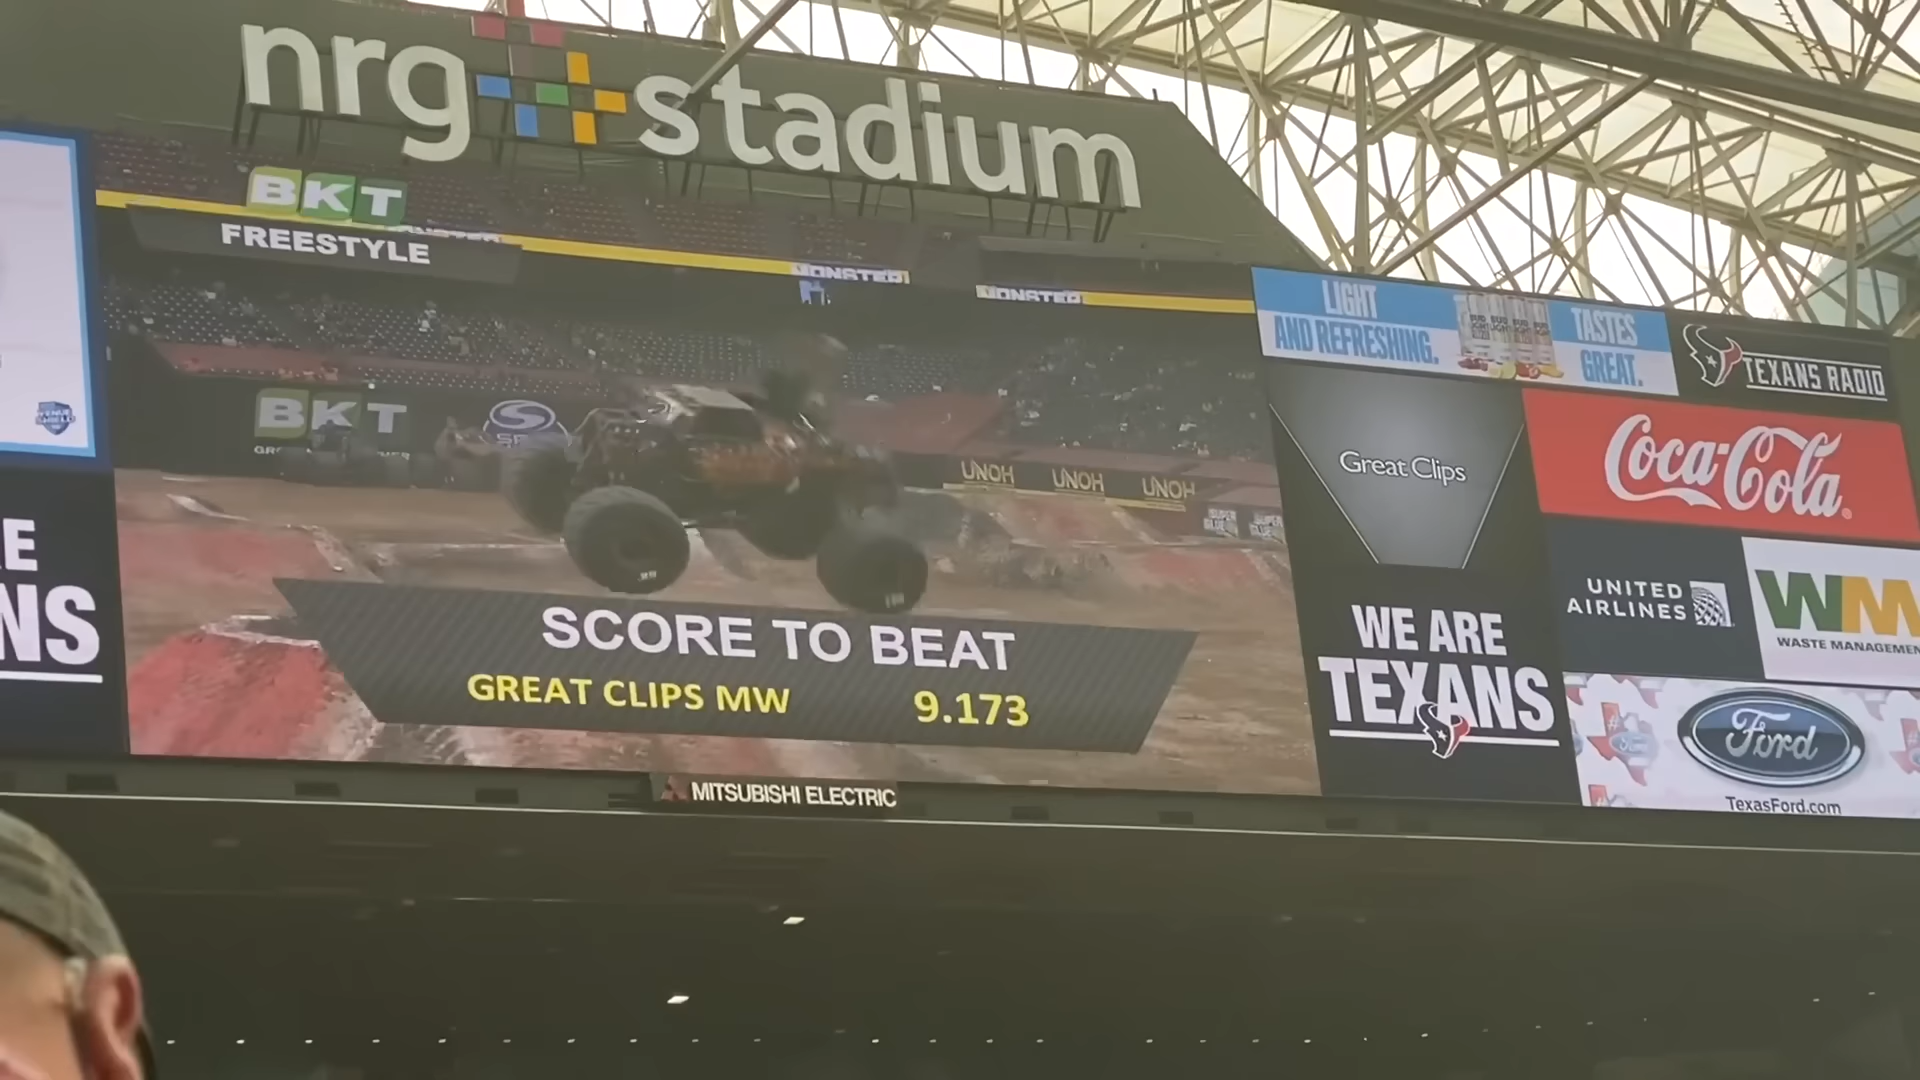 nrg stadium
BKT
FREESTYLE
BKT
UNOH UNOH UNOH
SCORE TO BEAT
GREAT CLIPS MW 9.173
MITSUBISHI ELECTRIC
NS
LIGHT
AND REFRESHING.
TASTES
GREAT.
TEXANS RADIO
Great Clips
Coca-Cola
UNITED
AIRLINES
WM
WASTE MANAGEMEN
WE ARE
TEXANS
Ford
TexasFord.com